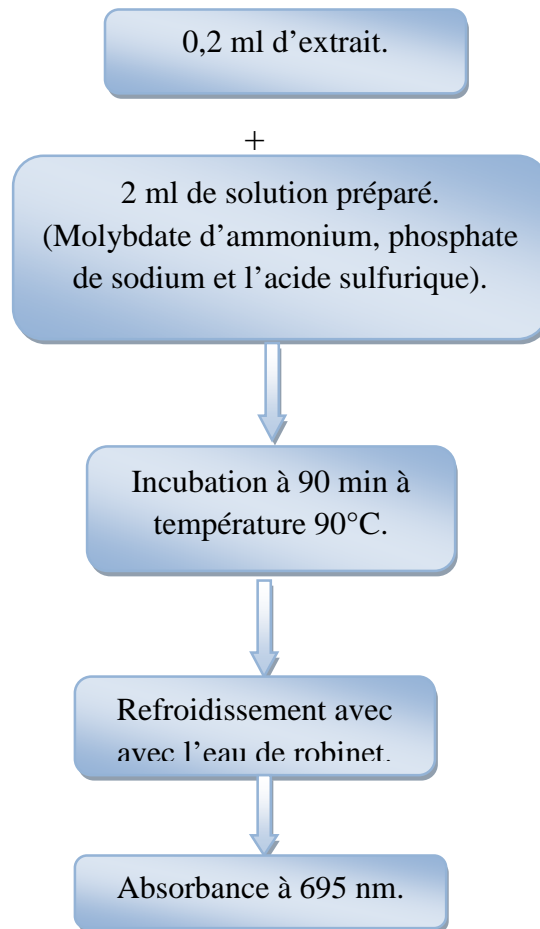 0,2 ml d’extrait.
+
2 ml de solution préparé.
(Molybdate d’ammonium, phosphate
de sodium et l’acide sulfurique).
Incubation à 90 min à
température 90°C.
Refroidissement avec
avec l’eau de robinet.
Absorbance à 695 nm.